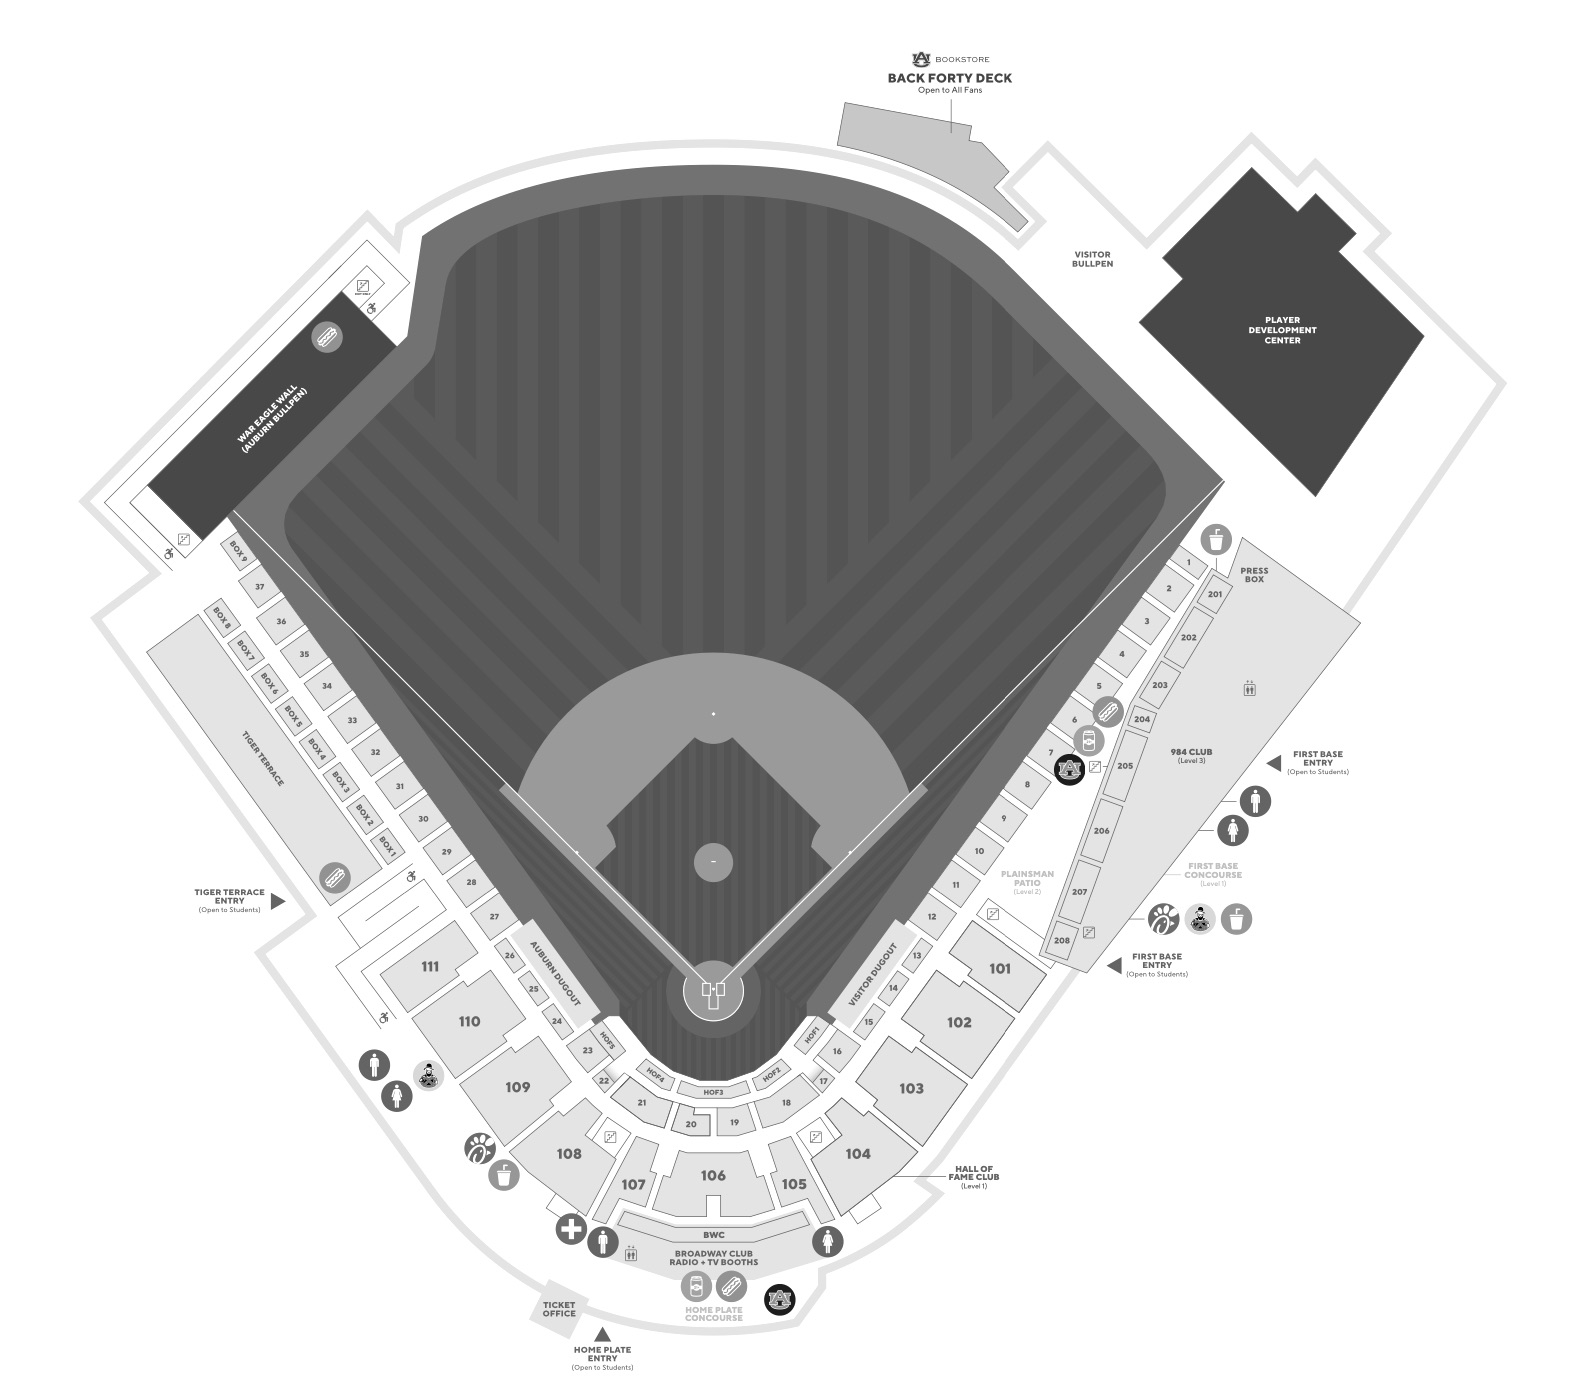 BOOKSTORE
BACK FORTY DECK
Open to All Fans
VISITOR
BULLPEN
PLAYER
DEVELOPMENT
CENTER
WAR EAGLE WALL
(AUBURN BULLPEN)
BOX 9
37
36
35
34
33
32
31
30
29
28
27
BOX 8
BOX 7
BOX 6
BOX 5
BOX 4
BOX 3
BOX 2
BOX 1
TIGER TERRACE
TIGER TERRACE
ENTRY
(Open to Students)
1
2
3
4
5
6
7
8
9
10
11
12
PRESS
BOX
201
202
203
204
205
206
207
208
984 CLUB
(Level 3)
FIRST BASE
ENTRY
(Open to Students)
FIRST BASE
CONCOURSE
(Level 1)
PLAINSMAN
PATIO
(Level 2)
FIRST BASE
ENTRY
(Open to Students)
AUBURN DUGOUT
VISITOR DUGOUT
26
25
24
23
22
21
20
19
18
17
16
15
14
13
HOF5
HOF4
HOF3
HOF2
HOF1
111
110
109
108
107
106
105
104
103
102
101
HALL OF
FAME CLUB
(Level 1)
BWC
BROADWAY CLUB
RADIO + TV BOOTHS
HOME PLATE
CONCOURSE
TICKET
OFFICE
HOME PLATE
ENTRY
(Open to Students)